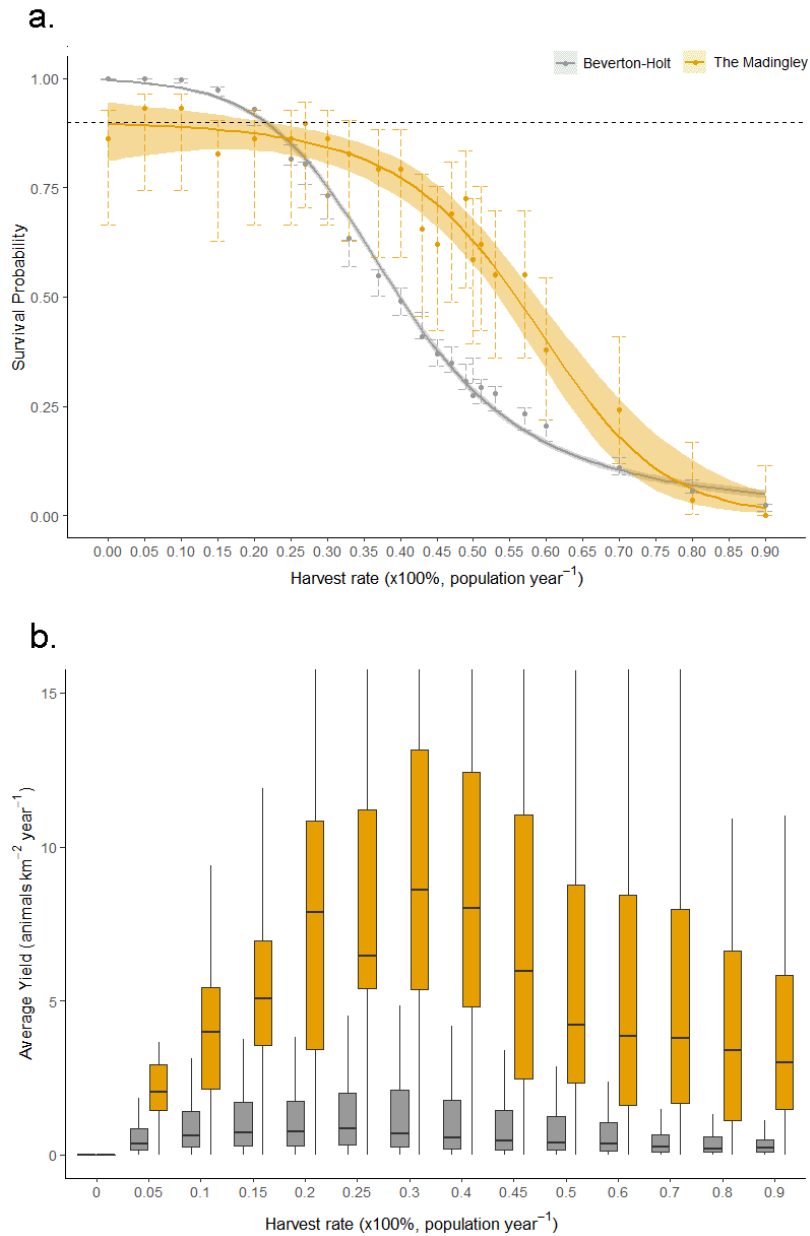 a.
Beverton-Holt The Madingley
1.00
0.75
0.50
0.25
0.00
Survival Probability
0.00 0.05 0.10 0.15 0.20 0.25 0.30 0.35 0.40 0.45 0.50 0.55 0.60 0.65 0.70 0.75 0.80 0.85 0.90
Harvest rate (x100%, population year⁻¹)
b.
15
10
5
0
Average Yield (animals km⁻² year⁻¹)
0 0.05 0.1 0.15 0.2 0.25 0.3 0.4 0.45 0.5 0.6 0.7 0.8 0.9
Harvest rate (x100%, population year⁻¹)